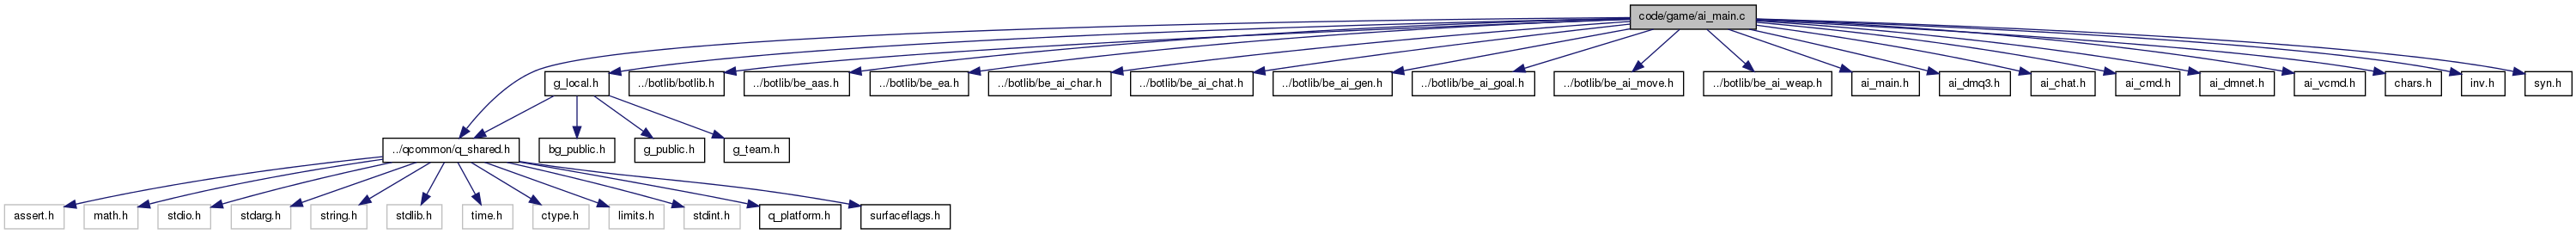 code/game/ai_main.c
g_local.h
../botlib/botlib.h
../botlib/be_aas.h
../botlib/be_ea.h
../botlib/be_ai_char.h
../botlib/be_ai_chat.h
../botlib/be_ai_gen.h
../botlib/be_ai_goal.h
../botlib/be_ai_move.h
../botlib/be_ai_weap.h
ai_main.h
ai_dmq3.h
ai_chat.h
ai_cmd.h
ai_dmnet.h
ai_vcmd.h
chars.h
inv.h
syn.h
../qcommon/q_shared.h
bg_public.h
g_public.h
g_team.h
assert.h
math.h
stdio.h
stdarg.h
string.h
stdlib.h
time.h
ctype.h
limits.h
stdint.h
q_platform.h
surfaceflags.h